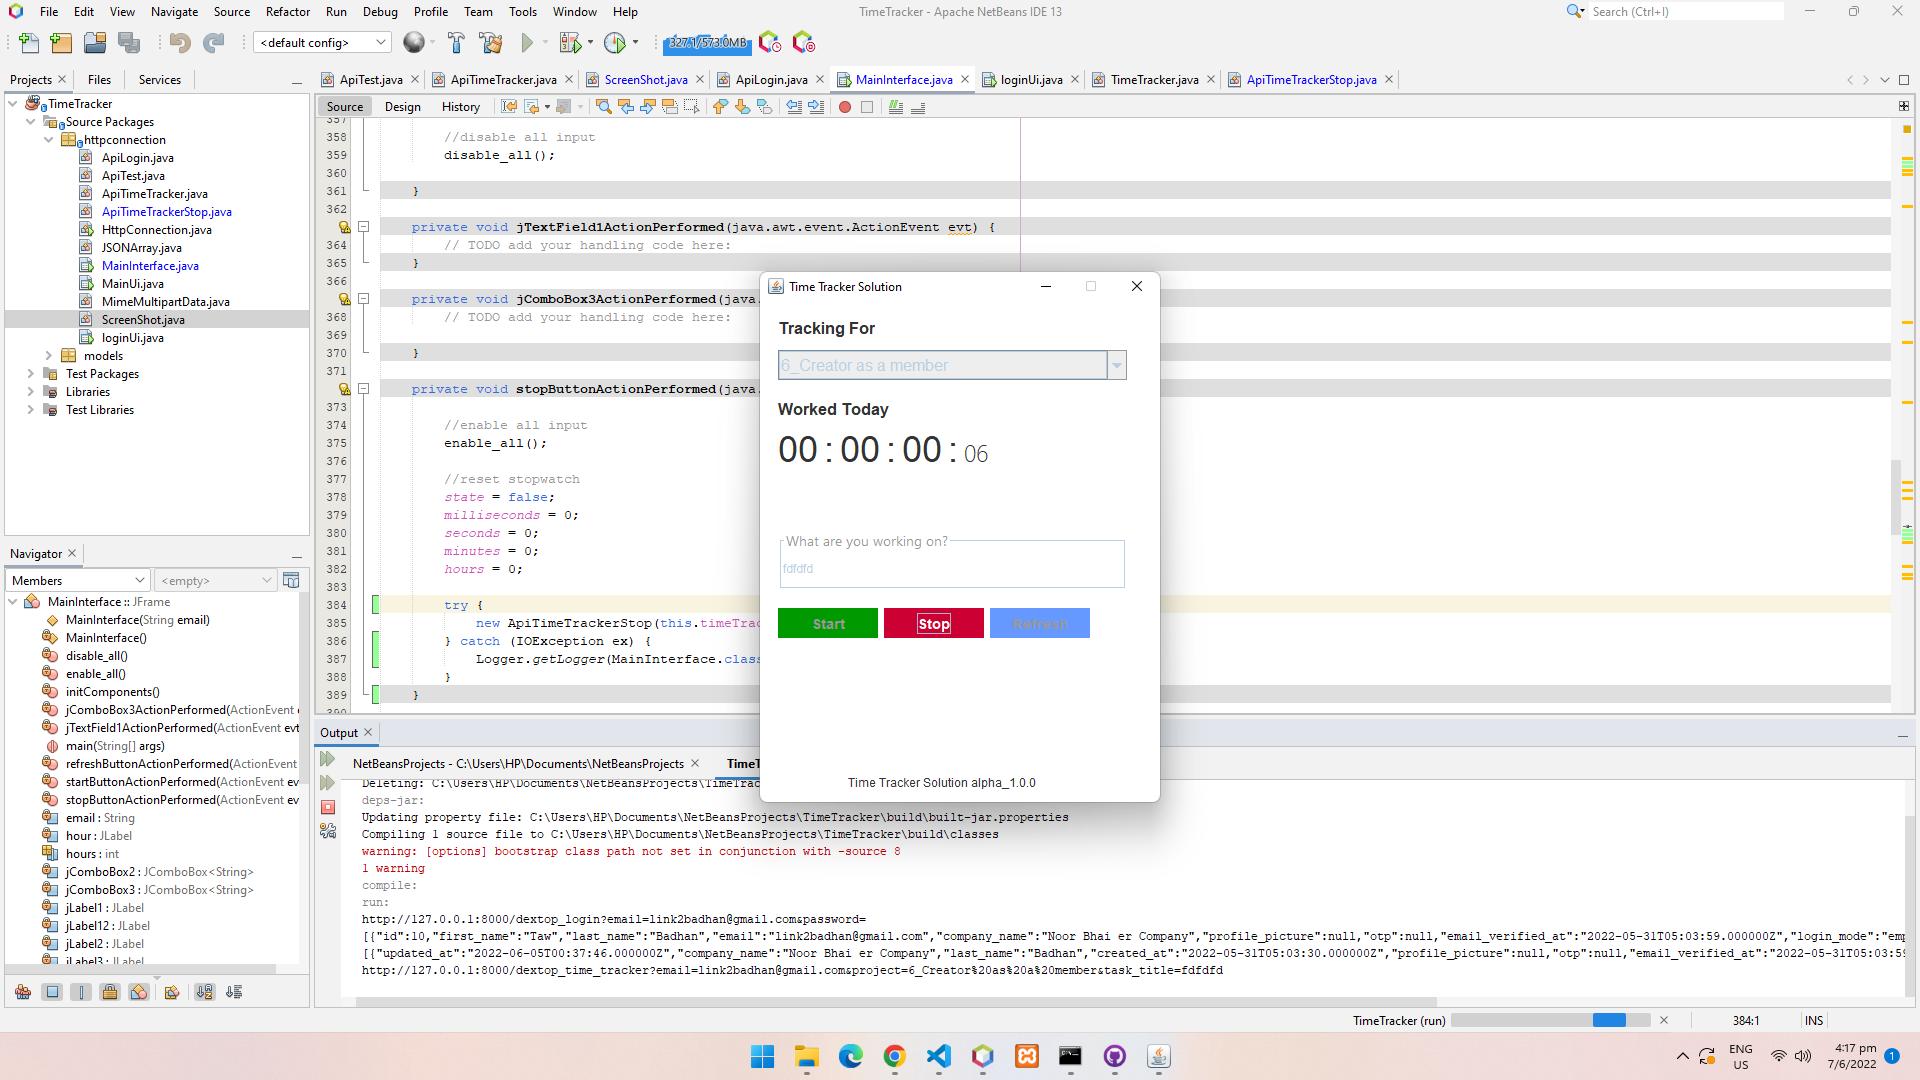 File Edit View Navigate Source Refactor Run Debug Profile Team Tools Window Help
TimeTracker - Apache NetBeans IDE 13
Search (Ctrl+I)
<default config>
327.1/573.0MB
Projects
Files
Services
ApiTest.java
ApiTimeTracker.java
ScreenShot.java
ApiLogin.java
MainInterface.java
loginUi.java
TimeTracker.java
ApiTimeTrackerStop.java
Source
Design
History
TimeTracker
Source Packages
httpconnection
ApiLogin.java
ApiTest.java
ApiTimeTracker.java
ApiTimeTrackerStop.java
HttpConnection.java
JSONArray.java
MainInterface.java
MainUi.java
MimeMultipartData.java
ScreenShot.java
loginUi.java
models
Test Packages
Libraries
Test Libraries
357
358 //disable all input
359 disable_all();
360
361 }
362
private void jTextField1ActionPerformed(java.awt.event.ActionEvent evt) {
364 // TODO add your handling code here:
365 }
366
private void jComboBox3ActionPerformed(java.
368 // TODO add your handling code here:
369
370 }
371
private void stopButtonActionPerformed(java.
373
374 //enable all input
375 enable_all();
376
377 //reset stopwatch
378 state = false;
379 milliseconds = 0;
380 seconds = 0;
381 minutes = 0;
382 hours = 0;
383
384 try {
385 new ApiTimeTrackerStop(this.timeTrac
386 } catch (IOException ex) {
387 Logger.getLogger(MainInterface.class
388 }
389 }
390
Time Tracker Solution
Tracking For
6_Creator as a member
Worked Today
00 : 00 : 00 : 06
What are you working on?
fdfdfd
Start
Stop
Refresh
Time Tracker Solution alpha_1.0.0
Navigator
Members
<empty>
MainInterface :: JFrame
MainInterface(String email)
MainInterface()
disable_all()
enable_all()
initComponents()
jComboBox3ActionPerformed(ActionEvent
jTextField1ActionPerformed(ActionEvent evt
main(String[] args)
refreshButtonActionPerformed(ActionEvent
startButtonActionPerformed(ActionEvent ev
stopButtonActionPerformed(ActionEvent ev
email : String
hour : JLabel
hours : int
jComboBox2 : JComboBox<String>
jComboBox3 : JComboBox<String>
jLabel1 : JLabel
jLabel12 : JLabel
jLabel2 : JLabel
jLabel3 : JLabel
Output
NetBeansProjects - C:\Users\HP\Documents\NetBeansProjects
TimeT
Deleting: C:\Users\HP\Documents\NetBeansProjects\TimeTrac
deps-jar:
Updating property file: C:\Users\HP\Documents\NetBeansProjects\TimeTracker\build\built-jar.properties
Compiling 1 source file to C:\Users\HP\Documents\NetBeansProjects\TimeTracker\build\classes
warning: [options] bootstrap class path not set in conjunction with -source 8
1 warning
compile:
run:
http://127.0.0.1:8000/dextop_login?email=link2badhan@gmail.com&password=
[{"id":10,"first_name":"Taw","last_name":"Badhan","email":"link2badhan@gmail.com","company_name":"Noor Bhai er Company","profile_picture":null,"otp":null,"email_verified_at":"2022-05-31T05:03:59.000000Z","login_mode":"emp
[{"updated_at":"2022-06-05T00:37:46.000000Z","company_name":"Noor Bhai er Company","last_name":"Badhan","created_at":"2022-05-31T05:03:30.000000Z","profile_picture":null,"otp":null,"email_verified_at":"2022-05-31T05:03:59
http://127.0.0.1:8000/dextop_time_tracker?email=link2badhan@gmail.com&project=6_Creator%20as%20a%20member&task_title=fdfdfd
TimeTracker (run)
384:1
INS
ENG
US
4:17 pm
7/6/2022
1